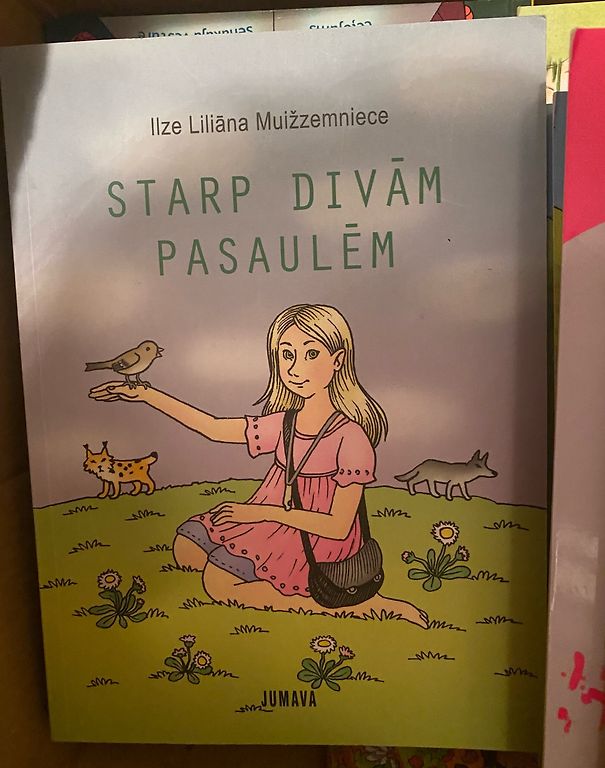 Ilze Liliāna Muižzemniece
STARP DIVĀM
PASAULĒM
JUMAVA